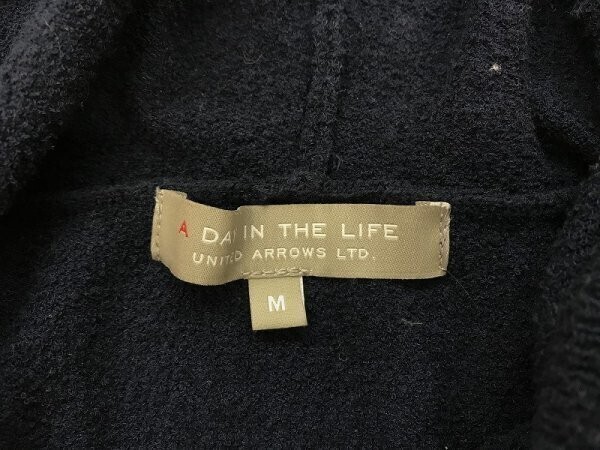 A DAY IN THE LIFE
UNITED ARROWS LTD.
M